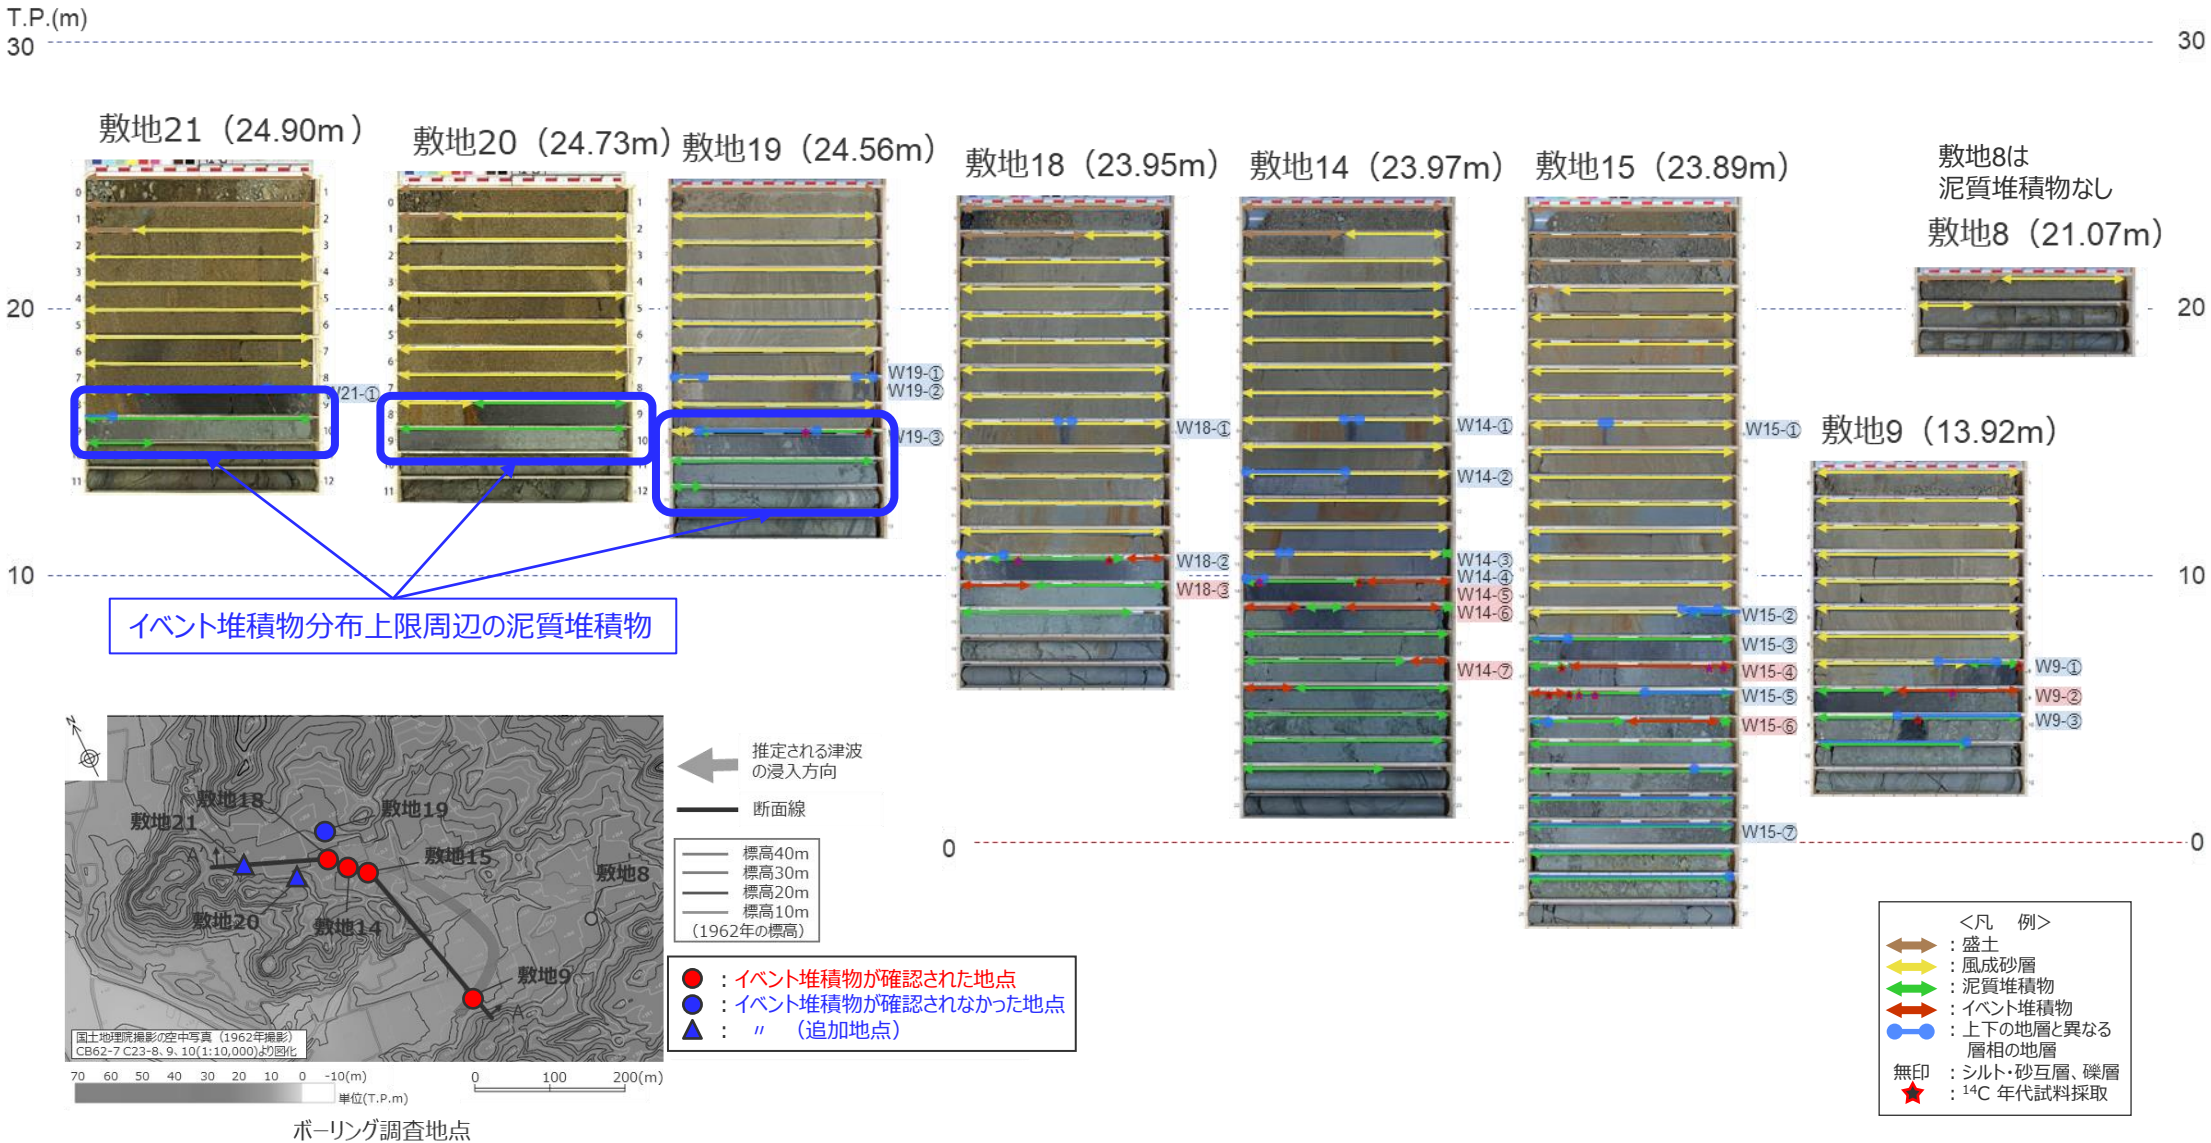 T.P.(m)
30
30
敷地21（24.90m）
敷地20（24.73m）
敷地19（24.56m）
敷地18（23.95m）
敷地14（23.97m）
敷地15（23.89m）
敷地8は
泥質堆積物なし
敷地8（21.07m）
敷地9（13.92m）
20
20
10
10
0
0
W21-①
W19-①
W19-②
W19-③
W18-①
W18-②
W18-③
W14-①
W14-②
W14-③
W14-④
W14-⑤
W14-⑥
W14-⑦
W15-①
W15-②
W15-③
W15-④
W15-⑤
W15-⑥
W15-⑦
W9-①
W9-②
W9-③
イベント堆積物分布上限周辺の泥質堆積物
N
敷地18
敷地19
敷地21
敷地15
敷地8
敷地20
敷地14
敷地9
A'
A
国土地理院撮影の空中写真（1962年撮影）
CB62-7 C23-8、9、10(1:10,000)より図化
70 60 50 40 30 20 10 0 -10(m)
単位(T.P.m)
0 100 200(m)
ボーリング調査地点
推定される津波
の浸入方向
断面線
標高40m
標高30m
標高20m
標高10m
（1962年の標高）
：イベント堆積物が確認された地点
：イベント堆積物が確認されなかった地点
： 〃 （追加地点）
＜凡 例＞
：盛土
：風成砂層
：泥質堆積物
：イベント堆積物
：上下の地層と異なる
層相の地層
無印 ：シルト・砂互層、礫層
：14C 年代試料採取